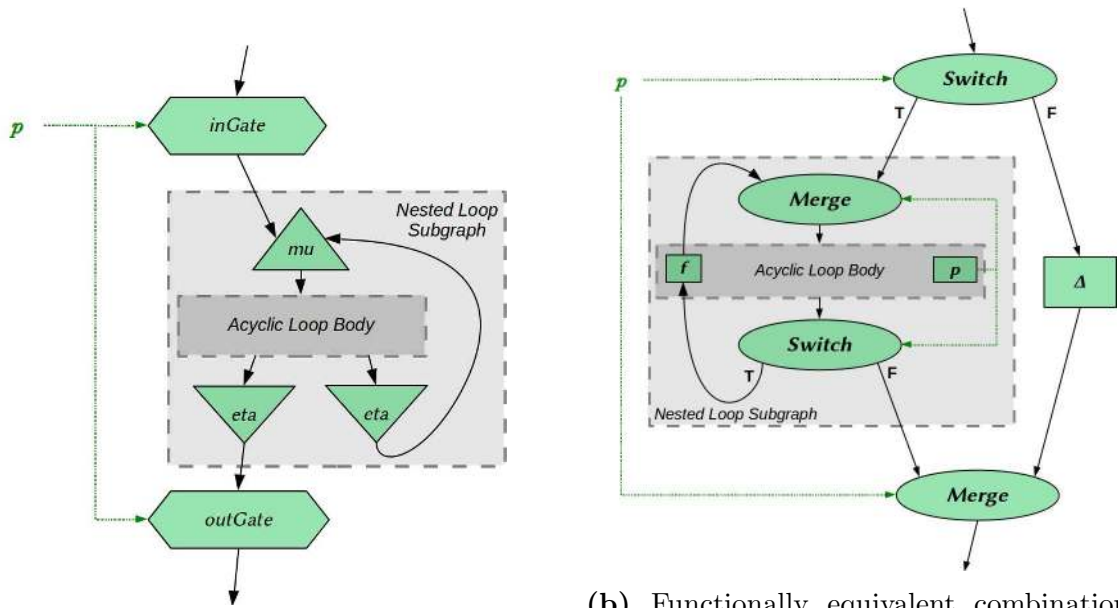 p
inGate
Nested Loop
Subgraph
mu
Acyclic Loop Body
eta
eta
outGate
p
Switch
T
F
Merge
f
Acyclic Loop Body
p
Δ
Switch
T
F
Nested Loop Subgraph
Merge
(b) Functionally equivalent combination